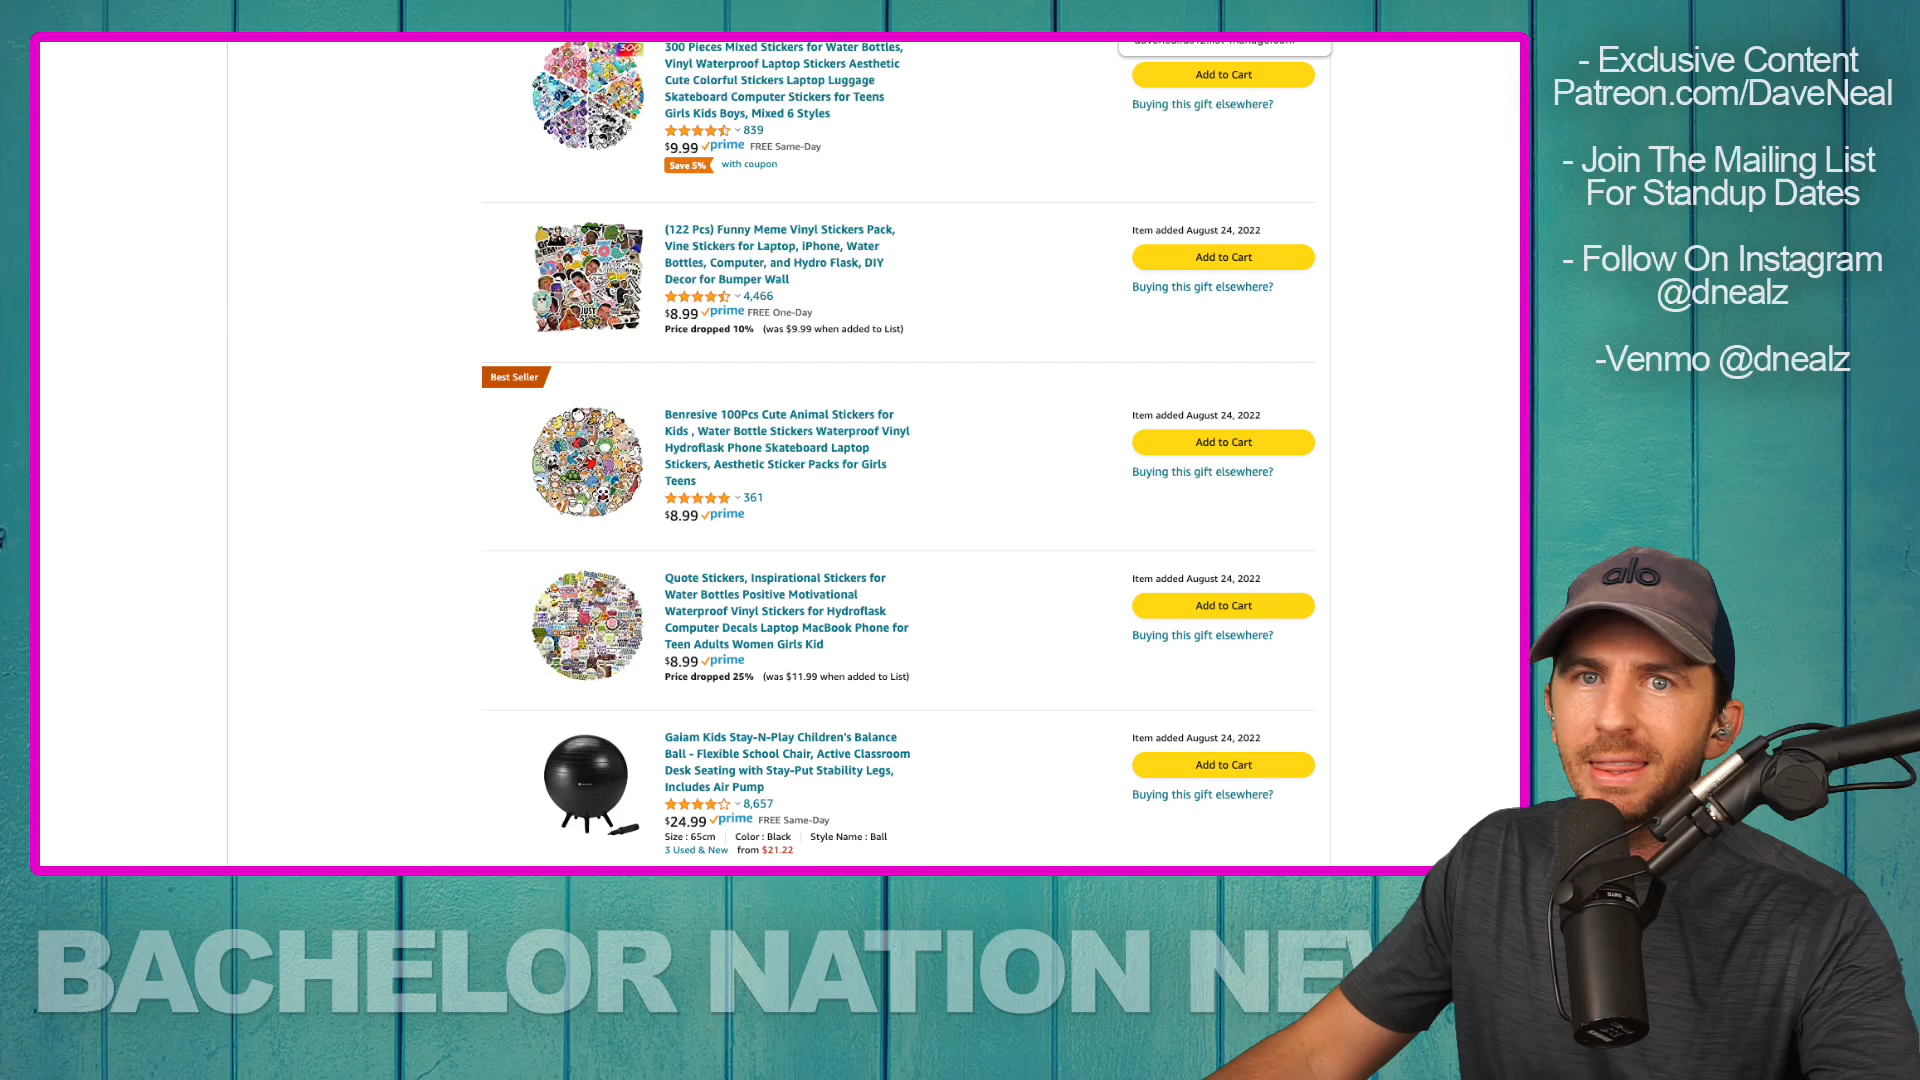 300 Pieces Mixed Stickers for Water Bottles,
Vinyl Waterproof Laptop Stickers Aesthetic
Cute Colorful Stickers Laptop Luggage
Skateboard Computer Stickers for Teens
Girls Kids Boys, Mixed 6 Styles
839
$9.99 prime FREE Same-Day
Save 5% with coupon
Add to Cart
Buying this gift elsewhere?
(122 Pcs) Funny Meme Vinyl Stickers Pack,
Vine Stickers for Laptop, iPhone, Water
Bottles, Computer, and Hydro Flask, DIY
Decor for Bumper Wall
4,466
$8.99 prime FREE One-Day
Price dropped 10% (was $9.99 when added to List)
Item added August 24, 2022
Add to Cart
Buying this gift elsewhere?
Best Seller
Benresive 100Pcs Cute Animal Stickers for
Kids , Water Bottle Stickers Waterproof Vinyl
Hydroflask Phone Skateboard Laptop
Stickers, Aesthetic Sticker Packs for Girls
Teens
361
$8.99 prime
Item added August 24, 2022
Add to Cart
Buying this gift elsewhere?
Quote Stickers, Inspirational Stickers for
Water Bottles Positive Motivational
Waterproof Vinyl Stickers for Hydroflask
Computer Decals Laptop MacBook Phone for
Teen Adults Women Girls Kid
$8.99 prime
Price dropped 25% (was $11.99 when added to List)
Item added August 24, 2022
Add to Cart
Buying this gift elsewhere?
Gaiam Kids Stay-N-Play Children's Balance
Ball - Flexible School Chair, Active Classroom
Desk Seating with Stay-Put Stability Legs,
Includes Air Pump
8,657
$24.99 prime FREE Same-Day
Size : 65cm Color : Black Style Name : Ball
3 Used & New from $21.22
Item added August 24, 2022
Add to Cart
Buying this gift elsewhere?
- Exclusive Content
Patreon.com/DaveNeal
- Join The Mailing List
For Standup Dates
- Follow On Instagram
@dnealz
-Venmo @dnealz
alo
BACHELOR NATION NE